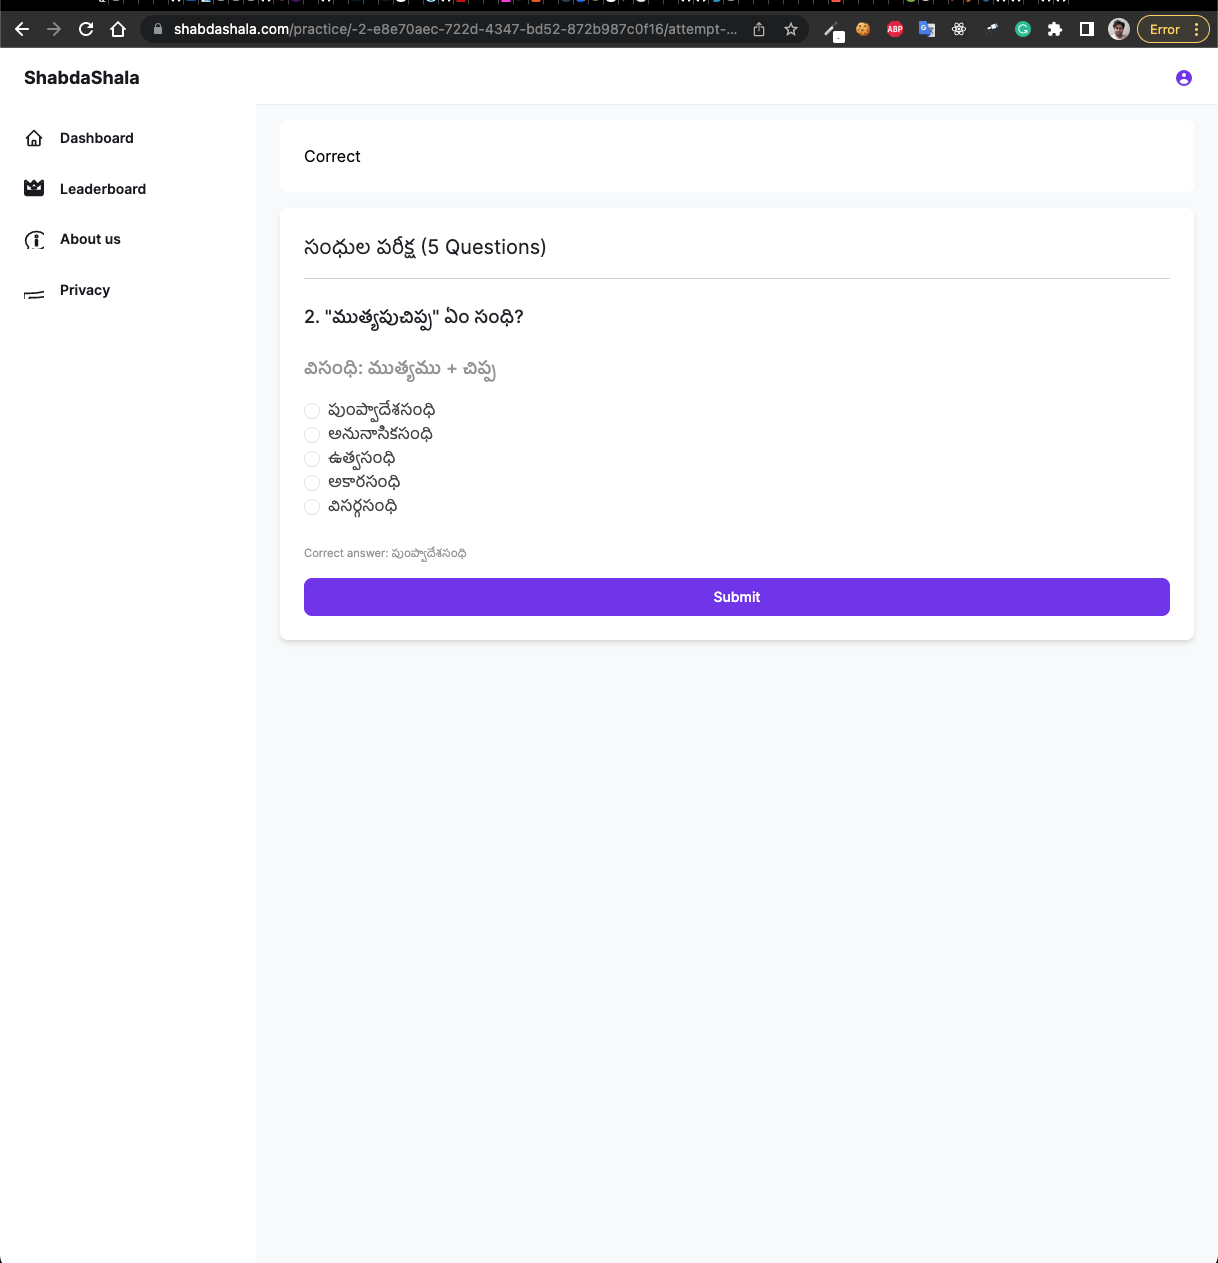 shabdashala.com/practice/-2-e8e70aec-722d-4347-bd52-872b987c0f16/attempt-...
ABP
Error
ShabdaShala
Dashboard
Leaderboard
About us
Privacy
Correct
సంధుల పరీక్ష (5 Questions)
2. "ముత్యపుచిప్ప" ఏం సంధి?
విసంధి: ముత్యము + చిప్ప
పుంప్వాదేశసంధి
అనునాసికసంధి
ఉత్వసంధి
అకారసంధి
విసర్గసంధి
Correct answer: పుంప్వాదేశసంధి
Submit